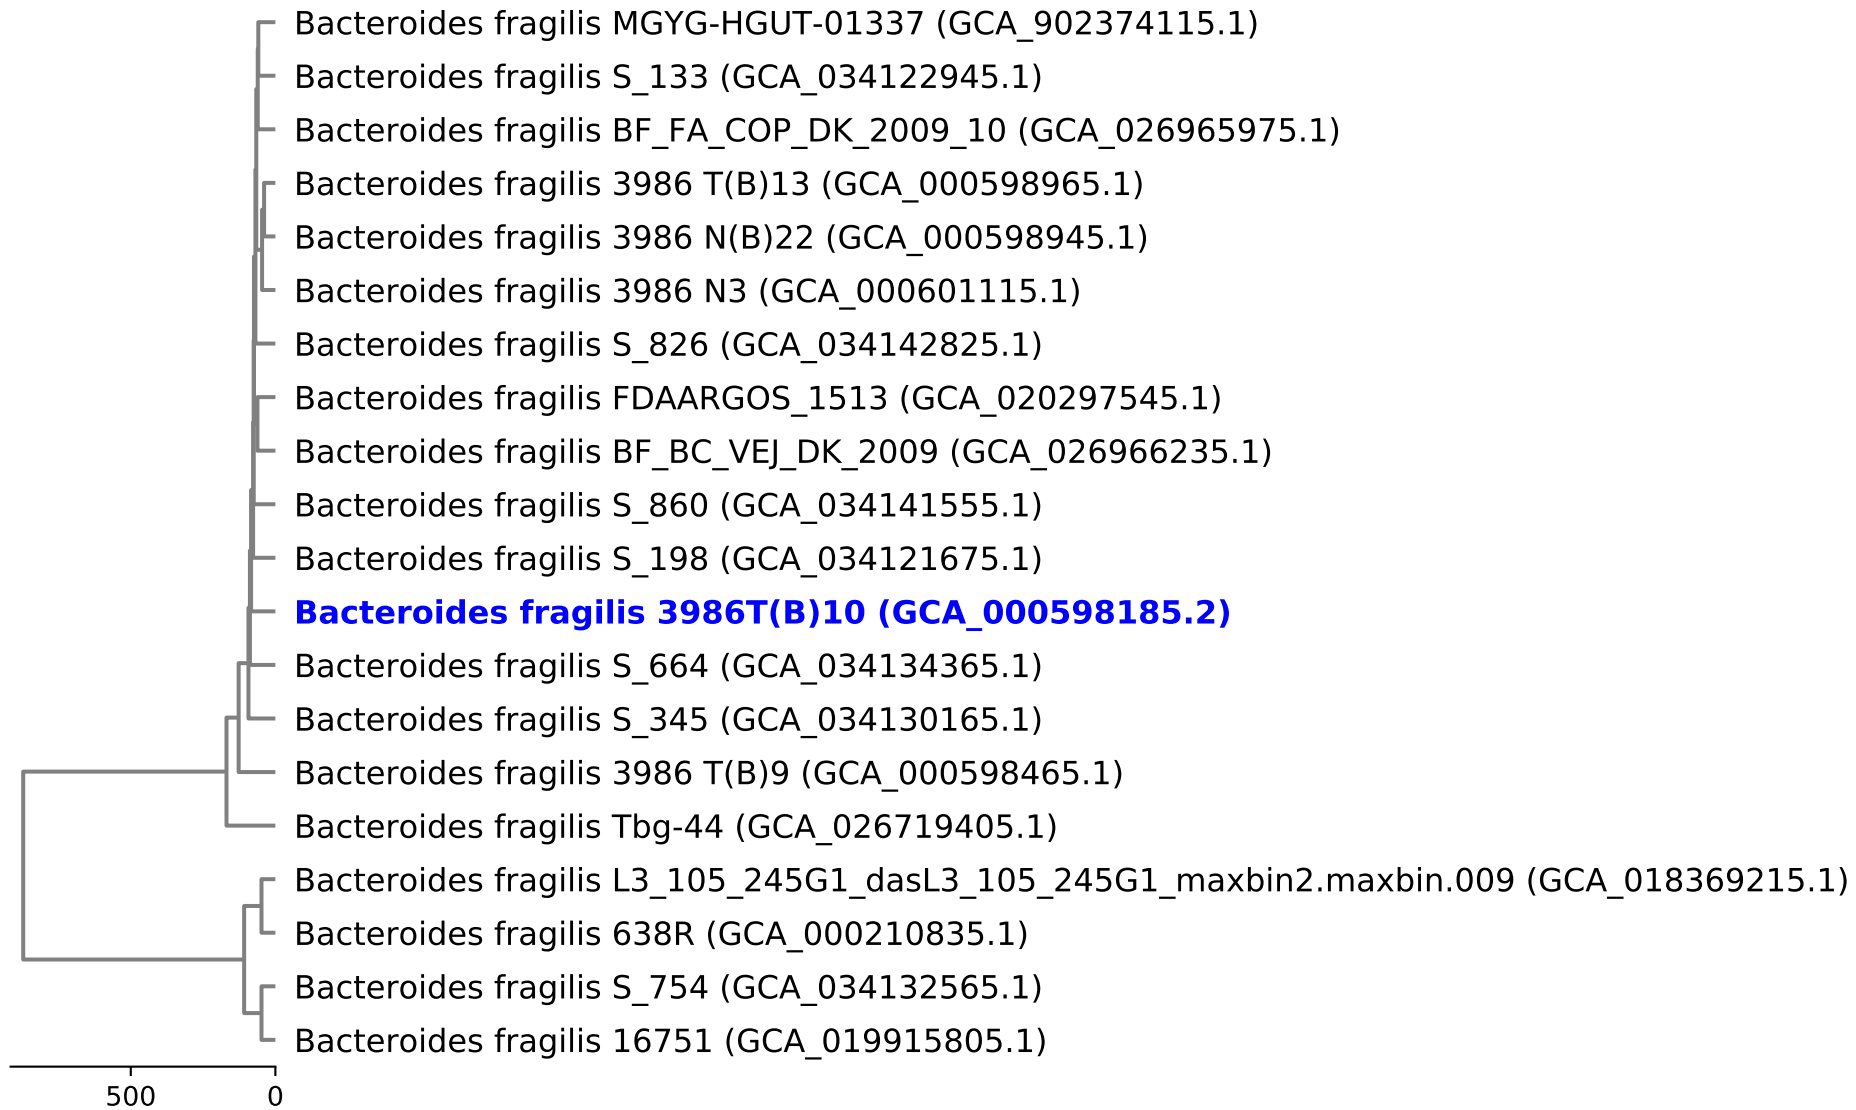 Bacteroides fragilis MGYG-HGUT-01337 (GCA_902374115.1)
Bacteroides fragilis S_133 (GCA_034122945.1)
Bacteroides fragilis BF_FA_COP_DK_2009_10 (GCA_026965975.1)
Bacteroides fragilis 3986 T(B)13 (GCA_000598965.1)
Bacteroides fragilis 3986 N(B)22 (GCA_000598945.1)
Bacteroides fragilis 3986 N3 (GCA_000601115.1)
Bacteroides fragilis S_826 (GCA_034142825.1)
Bacteroides fragilis FDAARGOS_1513 (GCA_020297545.1)
Bacteroides fragilis BF_BC_VEJ_DK_2009 (GCA_026966235.1)
Bacteroides fragilis S_860 (GCA_034141555.1)
Bacteroides fragilis S_198 (GCA_034121675.1)
Bacteroides fragilis 3986T(B)10 (GCA_000598185.2)
Bacteroides fragilis S_664 (GCA_034134365.1)
Bacteroides fragilis S_345 (GCA_034130165.1)
Bacteroides fragilis 3986 T(B)9 (GCA_000598465.1)
Bacteroides fragilis Tbg-44 (GCA_026719405.1)
Bacteroides fragilis L3_105_245G1_dasL3_105_245G1_maxbin2.maxbin.009 (GCA_018369215.1)
Bacteroides fragilis 638R (GCA_000210835.1)
Bacteroides fragilis S_754 (GCA_034132565.1)
Bacteroides fragilis 16751 (GCA_019915805.1)
500 0